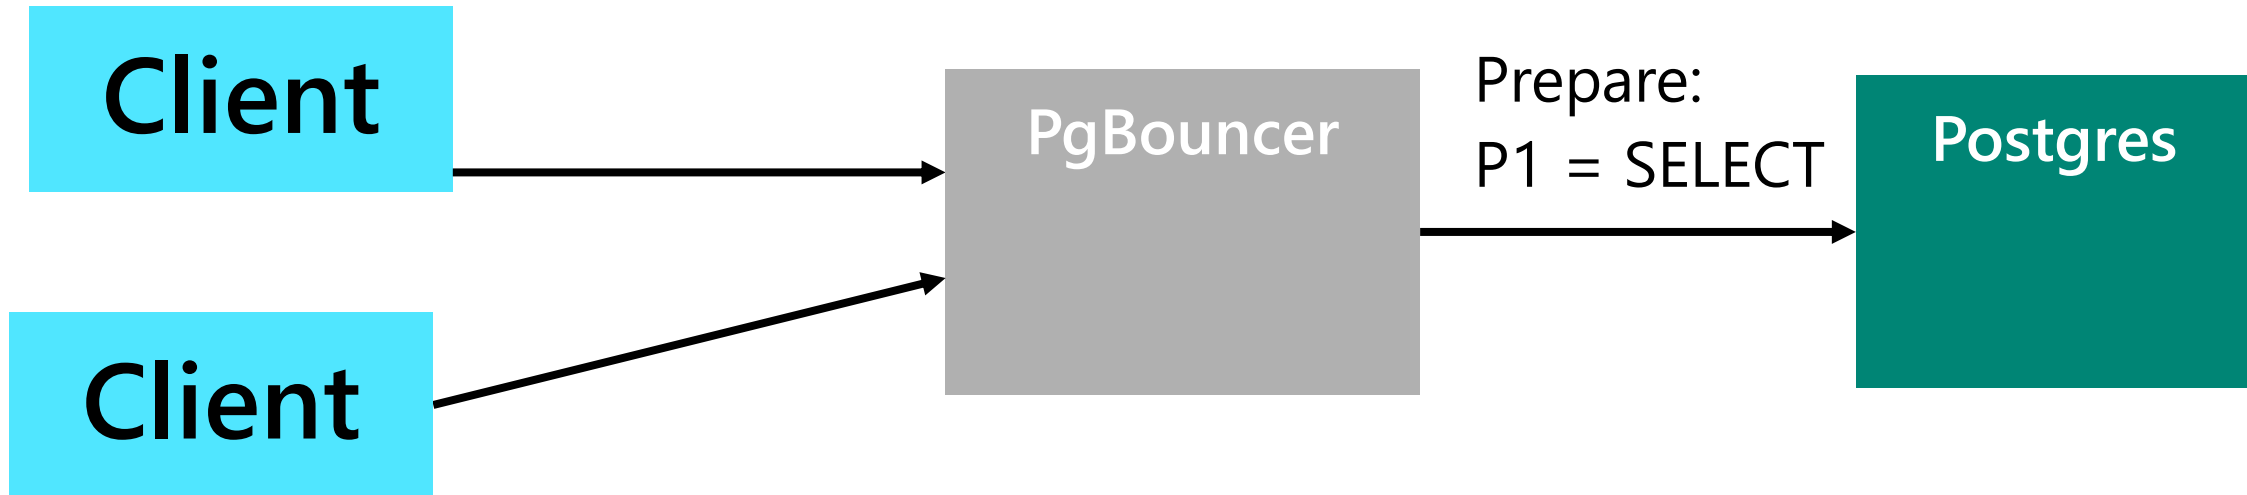 Client
PgBouncer
Prepare:
P1 = SELECT
Postgres
Client